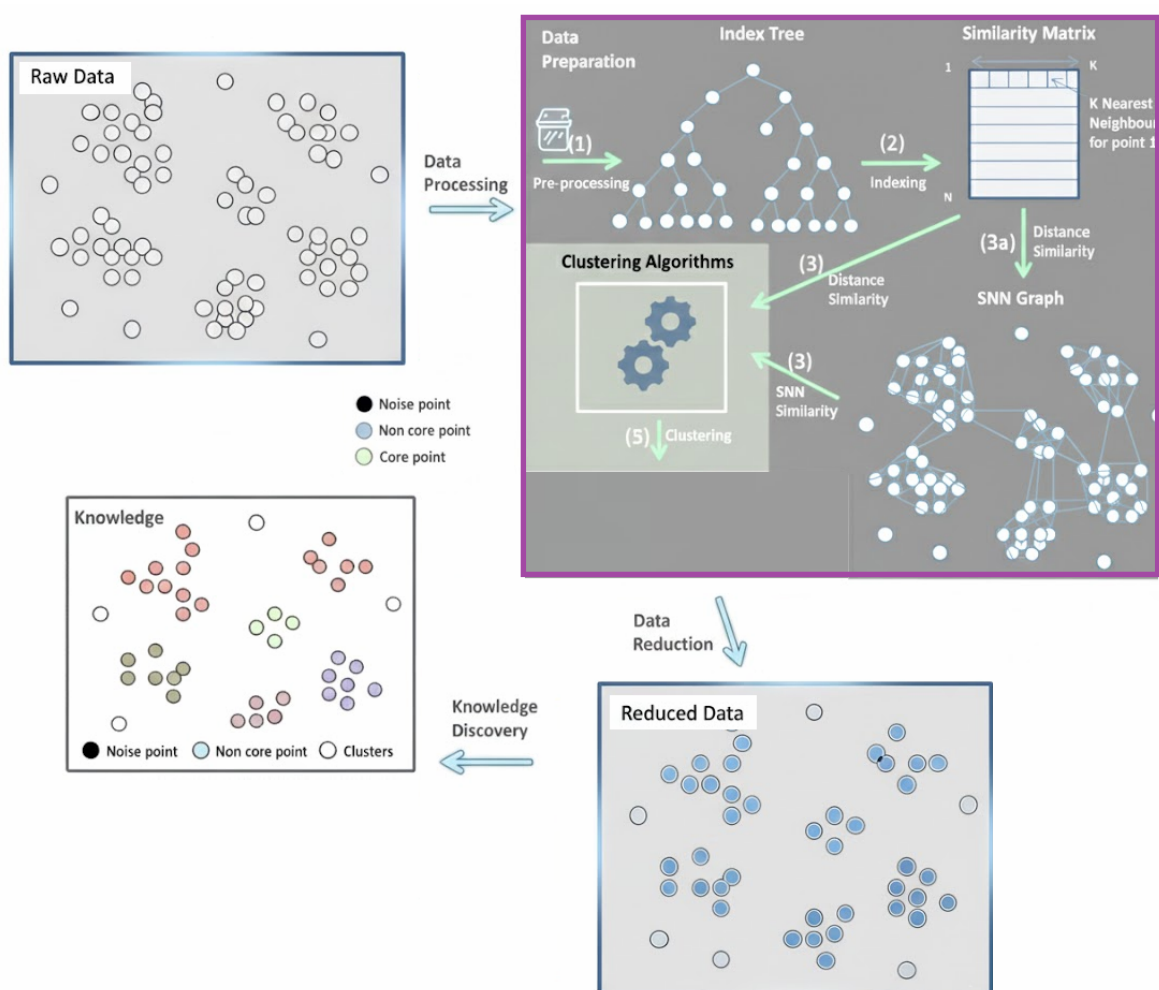 Raw Data
Data
Processing
Data
Preparation
Index Tree
Similarity Matrix
1
K
K Nearest
Neighbour
for point 1
N
(1)
Pre-processing
(2)
Indexing
(3a)
Distance
Similarity
(3)
Distance
Similarity
Clustering Algorithms
SNN Graph
(3)
SNN
Similarity
(5)
Clustering
Noise point
Non core point
Core point
Knowledge
Noise point
Non core point
Clusters
Data
Reduction
Knowledge
Discovery
Reduced Data